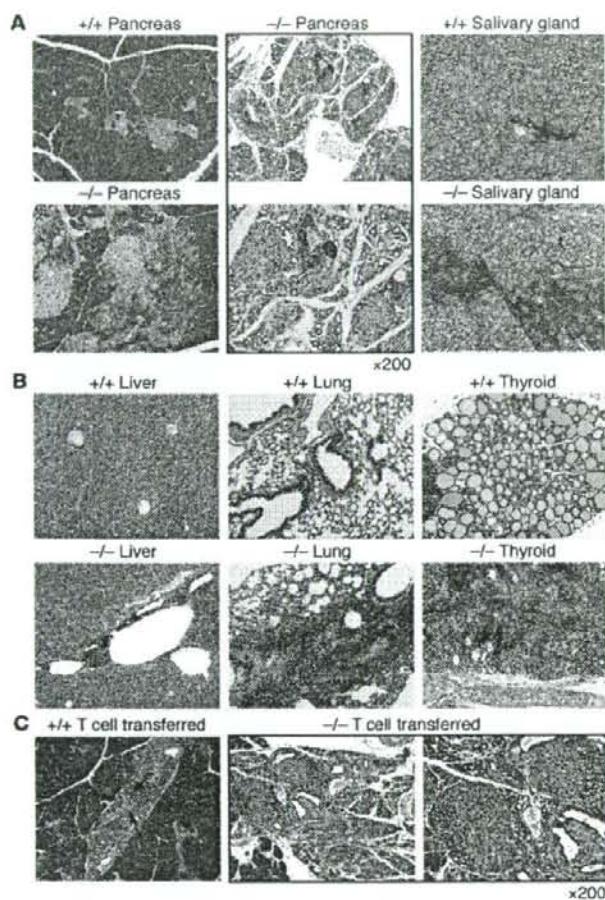 A
+/+ Pancreas
−/− Pancreas
+/+ Salivary gland
−/− Pancreas
−/− Salivary gland
×200
B
+/+ Liver
+/+ Lung
+/+ Thyroid
−/− Liver
−/− Lung
−/− Thyroid
C
+/+ T cell transferred
−/− T cell transferred
×200